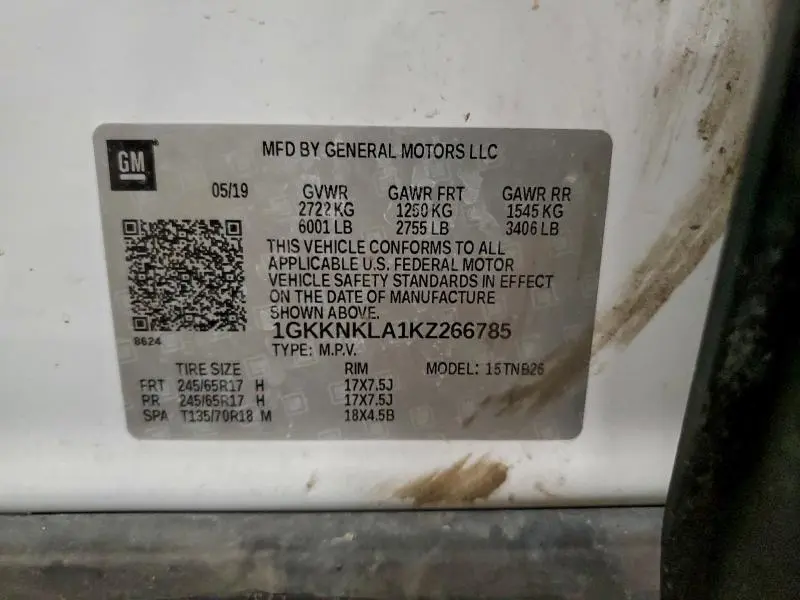 GM
MFD BY GENERAL MOTORS LLC
05/19 GVWR GAWR FRT GAWR RR
2722 KG 1250 KG 1545 KG
6001 LB 2755 LB 3406 LB
THIS VEHICLE CONFORMS TO ALL
APPLICABLE U.S. FEDERAL MOTOR
VEHICLE SAFETY STANDARDS IN EFFECT
ON THE DATE OF MANUFACTURE
SHOWN ABOVE.
8624
1GKKNKLA1KZ266785
TYPE: M.P.V.
TIRE SIZE RIM MODEL: 15TNB26
FRT 245/65R17 H 17X7.5J
RR 245/65R17 H 17X7.5J
SPA T135/70R18 M 18X4.5B